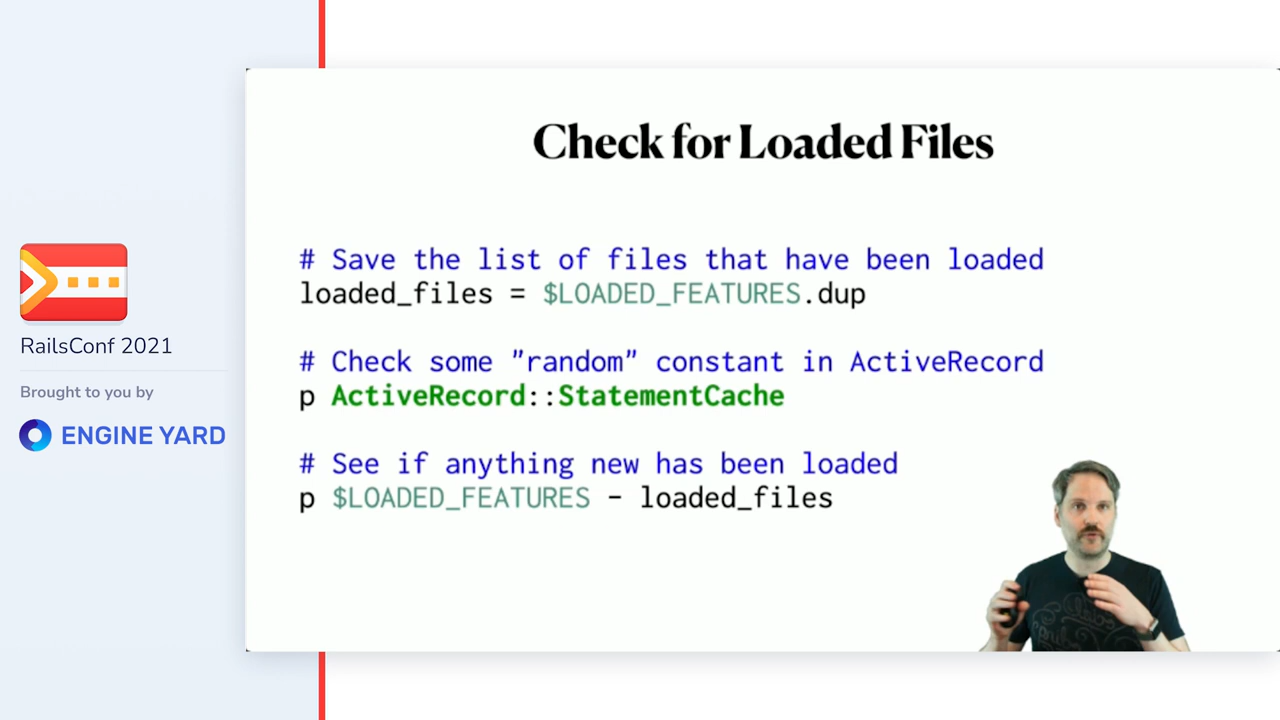 Check for Loaded Files
# Save the list of files that have been loaded
loaded_files = $LOADED_FEATURES.dup
# Check some "random" constant in ActiveRecord
p ActiveRecord::StatementCache
# See if anything new has been loaded
p $LOADED_FEATURES - loaded_files
RailsConf 2021
Brought to you by
ENGINE YARD